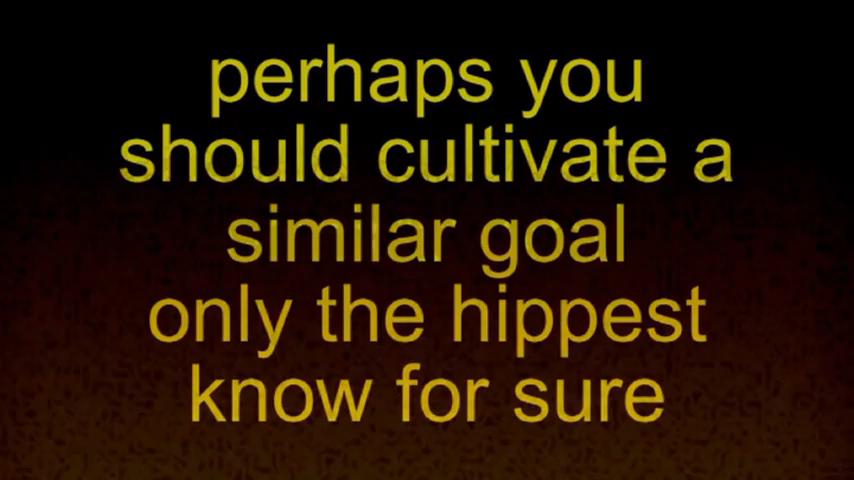 perhaps you
should cultivate a
similar goal
only the hippest
know for sure